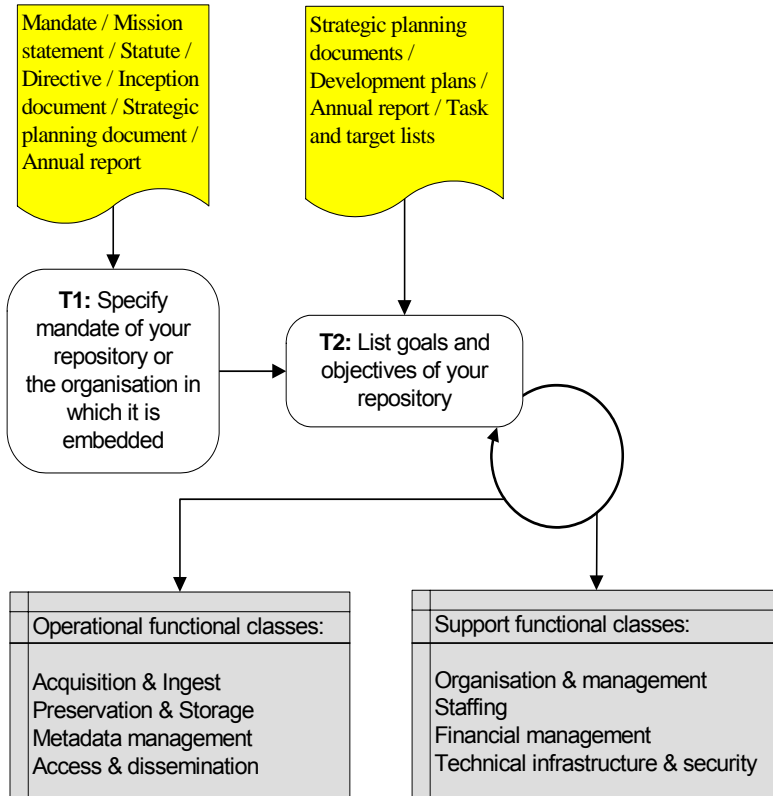 Mandate / Mission
statement / Statute /
Directive / Inception
document / Strategic
planning document /
Annual report
Strategic planning
documents /
Development plans /
Annual report / Task
and target lists
T1: Specify
mandate of your
repository or
the organisation in
which it is
embedded
T2: List goals and
objectives of your
repository
Operational functional classes:
Acquisition & Ingest
Preservation & Storage
Metadata management
Access & dissemination
Support functional classes:
Organisation & management
Staffing
Financial management
Technical infrastructure & security